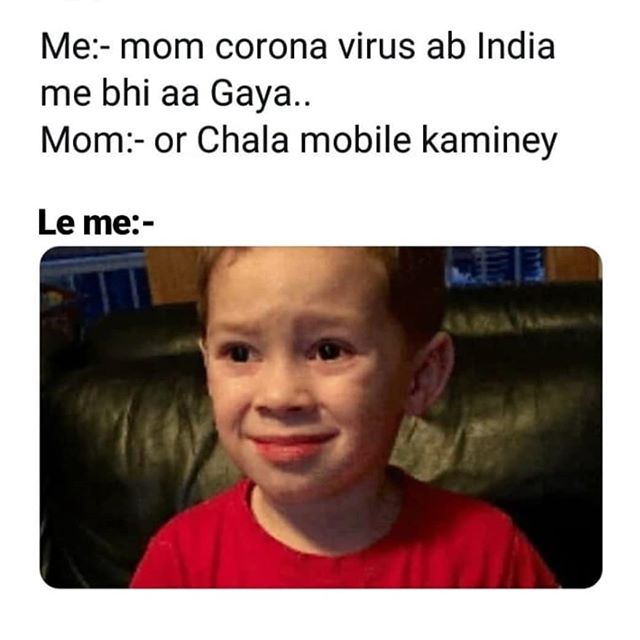 Me:- mom corona virus ab India
me bhi aa Gaya..
Mom:- or Chala mobile kaminey
Le me:-